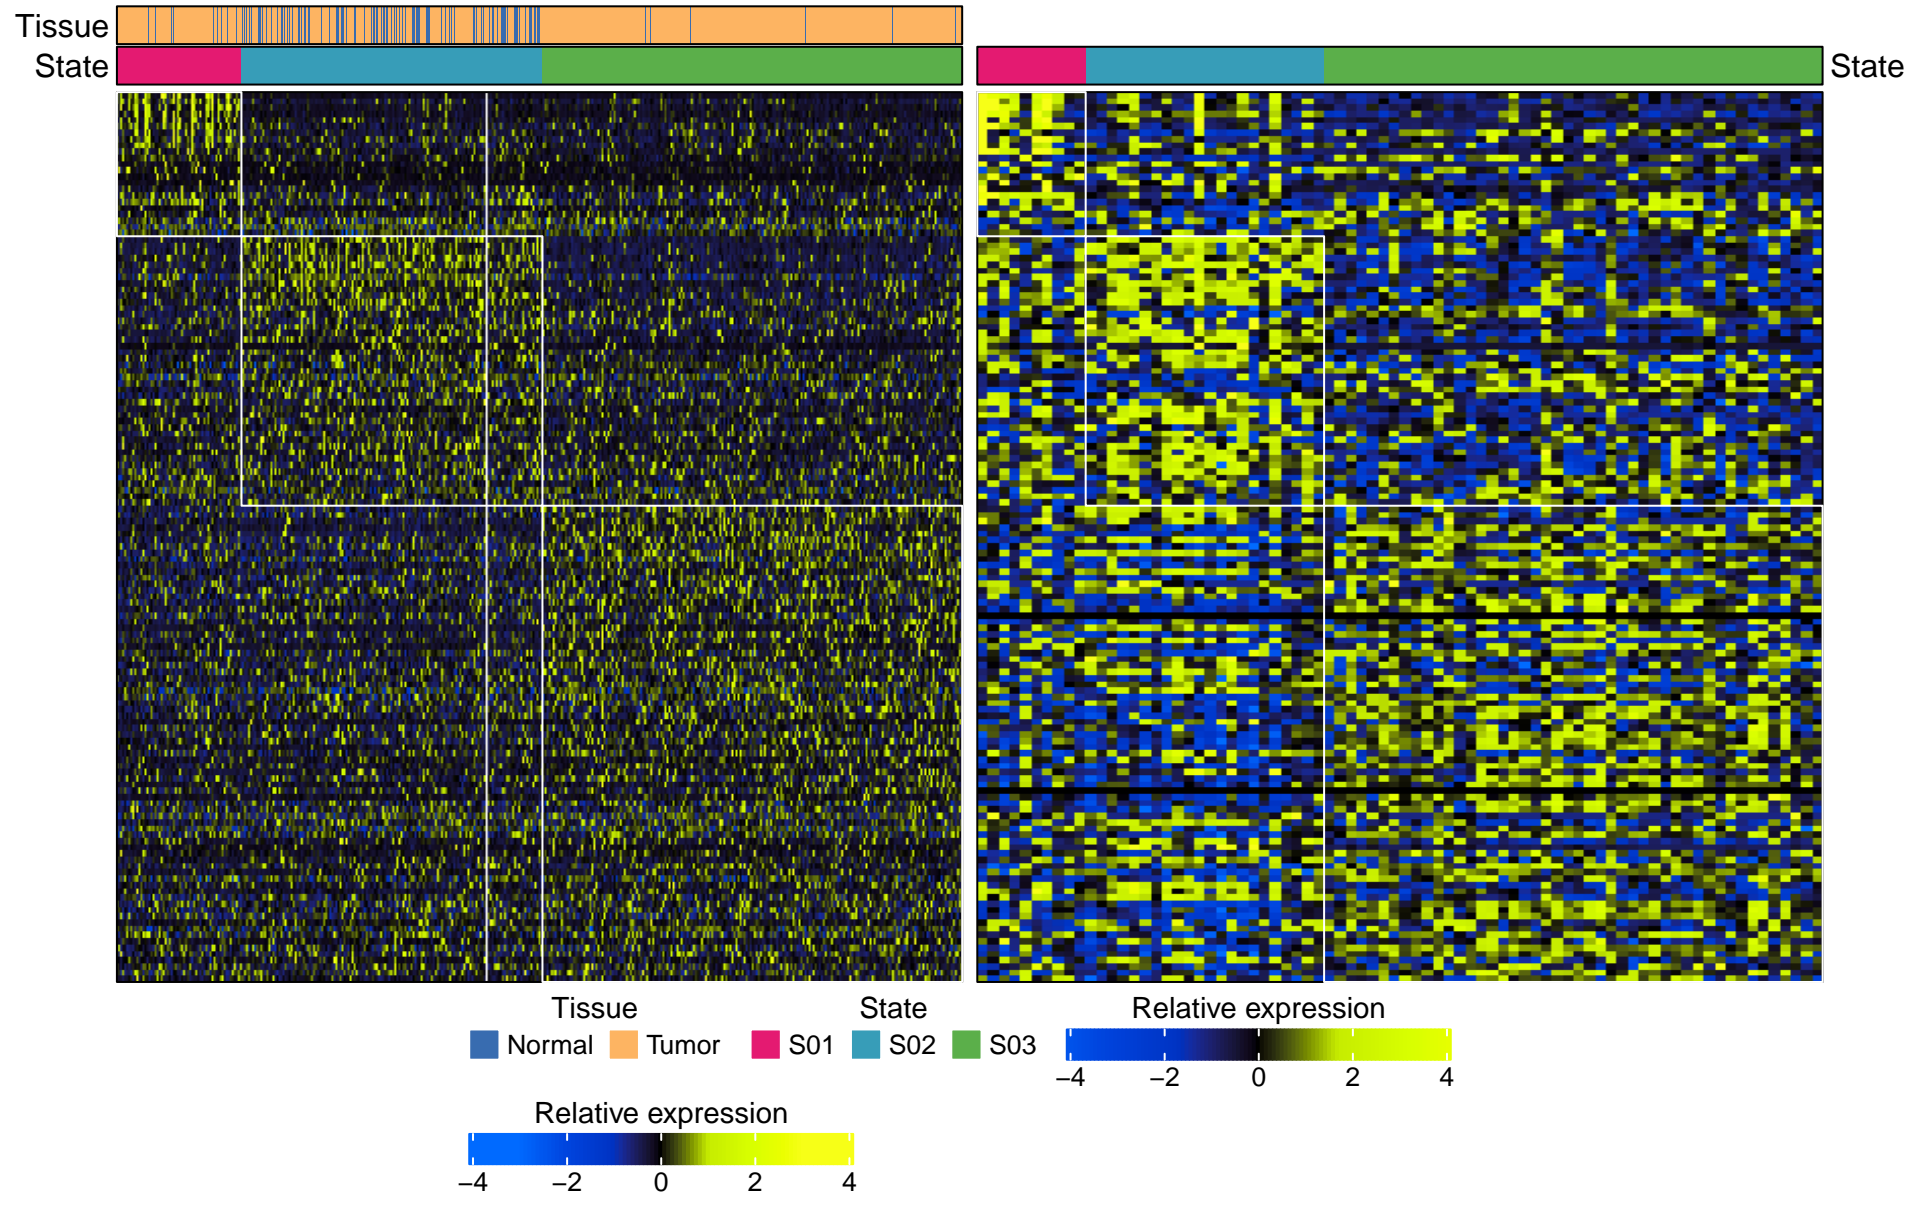 Tissue
State
State
Tissue
Normal Tumor
State
S01 S02 S03
Relative expression
−4 −2 0 2 4
Relative expression
−4 −2 0 2 4